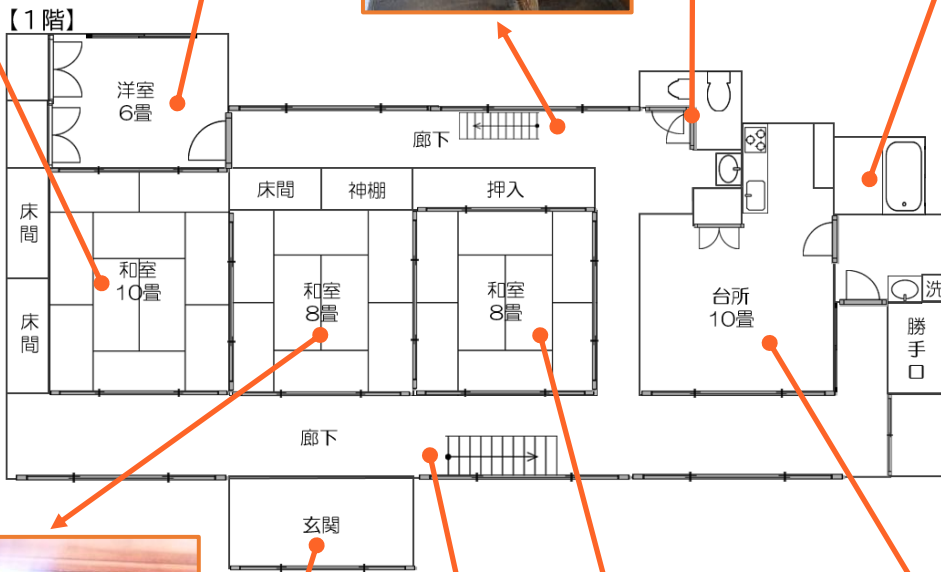 【1階】
洋室
6畳
廊下
床間
神棚
押入
床間
和室
10畳
和室
8畳
和室
8畳
床間
台所
10畳
洗
勝手口
廊下
玄関